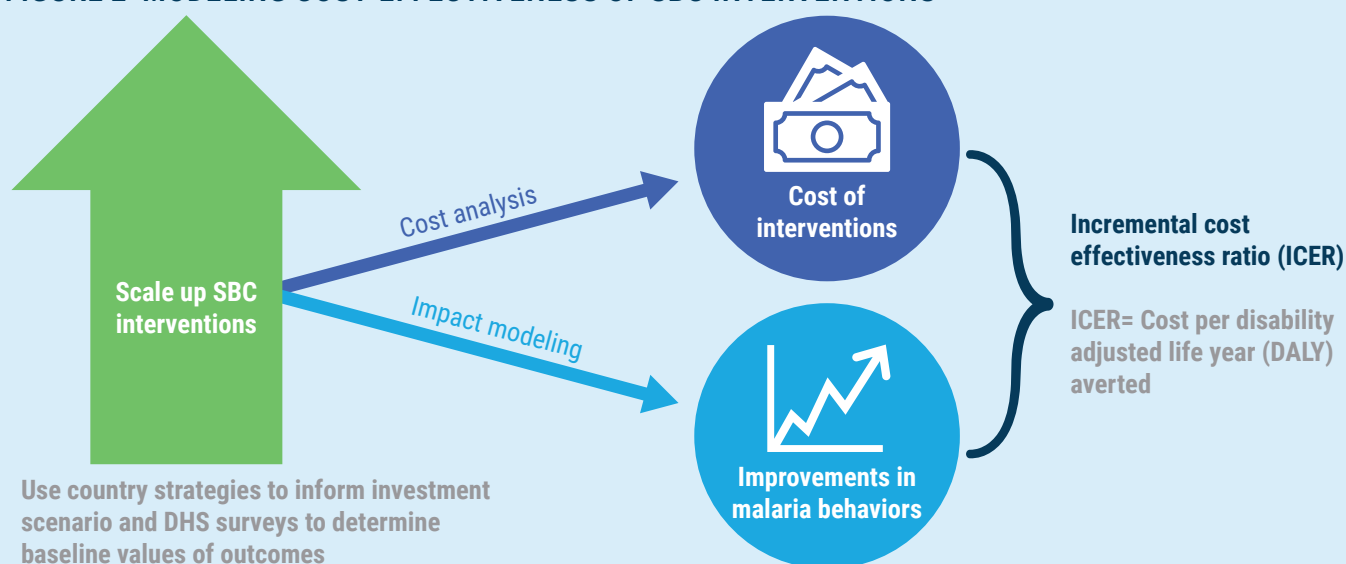 Cost analysis
Cost of
interventions
Scale up SBC
interventions
Impact modeling
Improvements in
malaria behaviors
Incremental cost
effectiveness ratio (ICER)
ICER= Cost per disability
adjusted life year (DALY)
averted
Use country strategies to inform investment
scenario and DHS surveys to determine
baseline values of outcomes